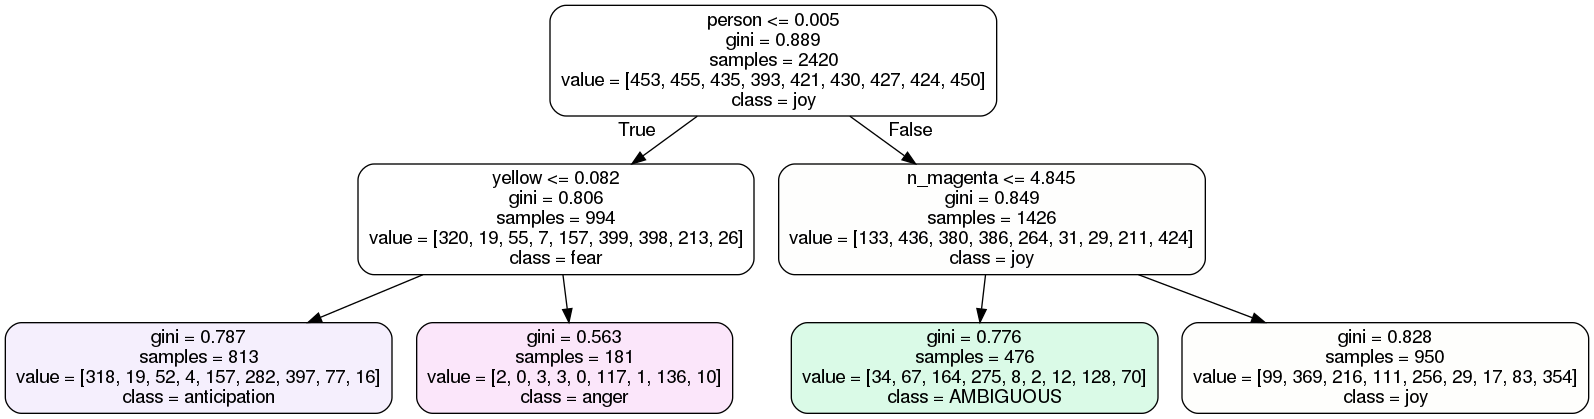 person <= 0.005
gini = 0.889
samples = 2420
value = [453, 455, 435, 393, 421, 430, 427, 424, 450]
class = joy
True
False
yellow <= 0.082
gini = 0.806
samples = 994
value = [320, 19, 55, 7, 157, 399, 398, 213, 26]
class = fear
n_magenta <= 4.845
gini = 0.849
samples = 1426
value = [133, 436, 380, 386, 264, 31, 29, 211, 424]
class = joy
gini = 0.787
samples = 813
value = [318, 19, 52, 4, 157, 282, 397, 77, 16]
class = anticipation
gini = 0.563
samples = 181
value = [2, 0, 3, 3, 0, 117, 1, 136, 10]
class = anger
gini = 0.776
samples = 476
value = [34, 67, 164, 275, 8, 2, 12, 128, 70]
class = AMBIGUOUS
gini = 0.828
samples = 950
value = [99, 369, 216, 111, 256, 29, 17, 83, 354]
class = joy